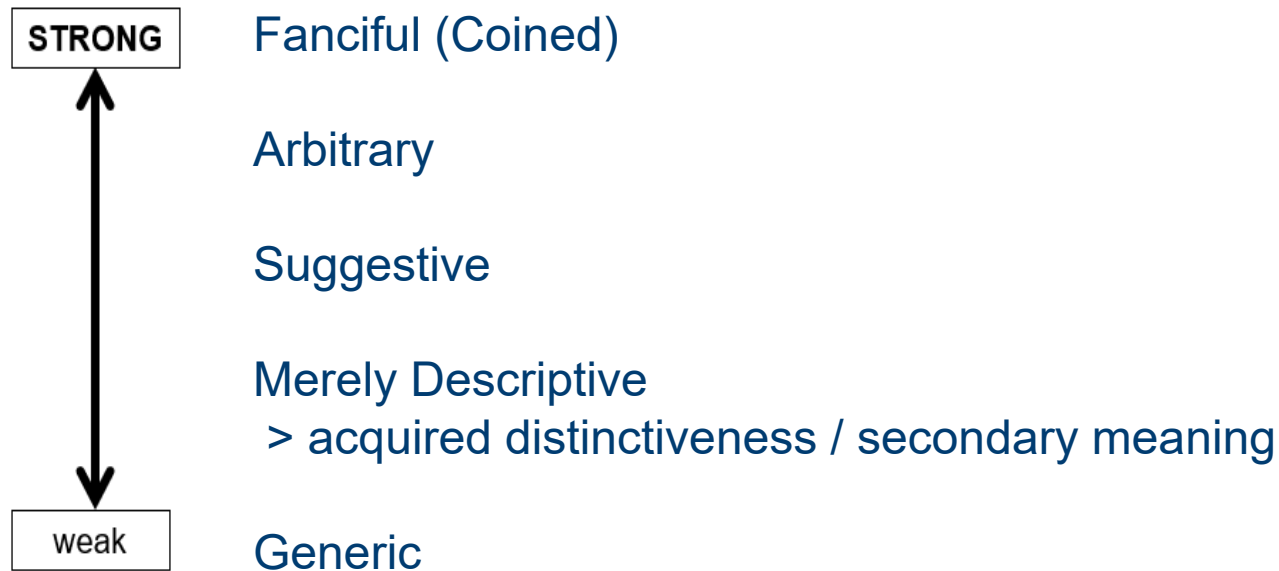 STRONG
Fanciful (Coined)
Arbitrary
Suggestive
Merely Descriptive
> acquired distinctiveness / secondary meaning
weak
Generic